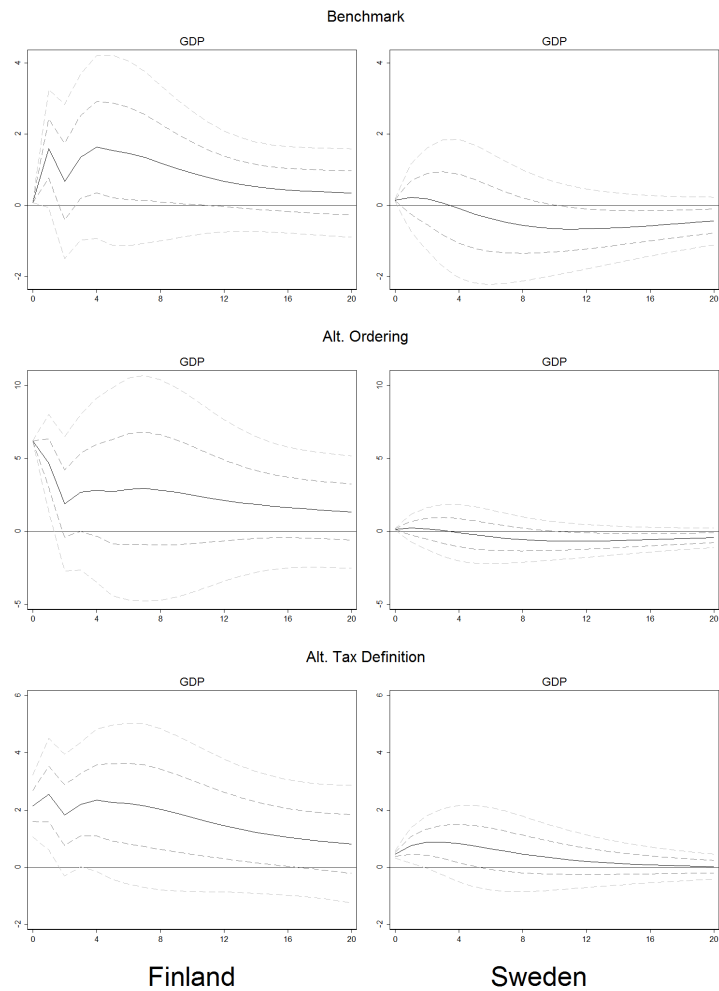 Benchmark
GDP GDP
4 4
2 2
0 0
-2 -2
0 4 8 12 16 20 0 4 8 12 16 20
Alt. Ordering
GDP GDP
10 10
5 5
0 0
-5 -5
0 4 8 12 16 20 0 4 8 12 16 20
Alt. Tax Definition
GDP GDP
6 6
4 4
2 2
0 0
-2 -2
0 4 8 12 16 20 0 4 8 12 16 20
Finland Sweden